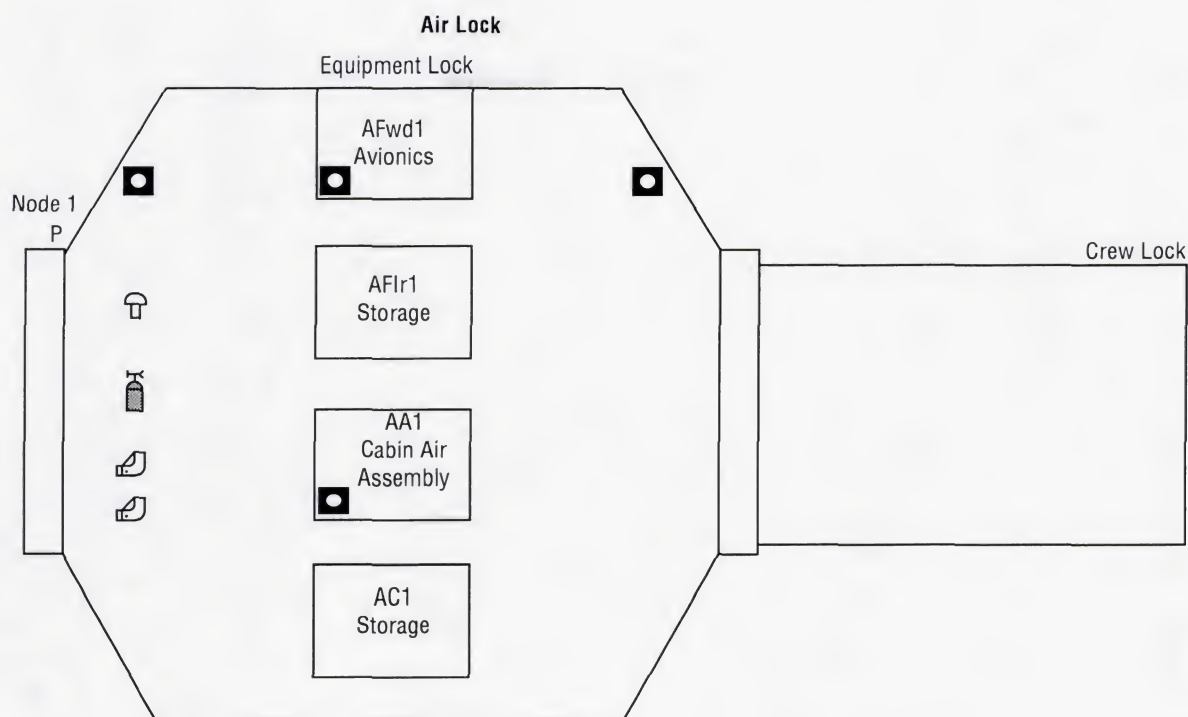 Air Lock
Equipment Lock
AFwd1
Avionics
Node 1
P
AFlr1
Storage
Crew Lock
AA1
Cabin Air
Assembly
AC1
Storage